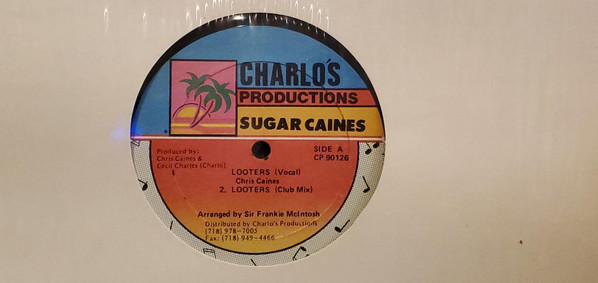 CHARLO'S
PRODUCTIONS
SUGAR CAINES
Produced by:
Chris Caines &
Cecil Charles (Charlo)
SIDE A
CP 90126
LOOTERS (Vocal)
Chris Caines
2. LOOTERS (Club Mix)
Arranged by Sir Frankie McIntosh
Distributed by Charlo's Productions
(718) 978-7005
Fax: (718) 949-4466